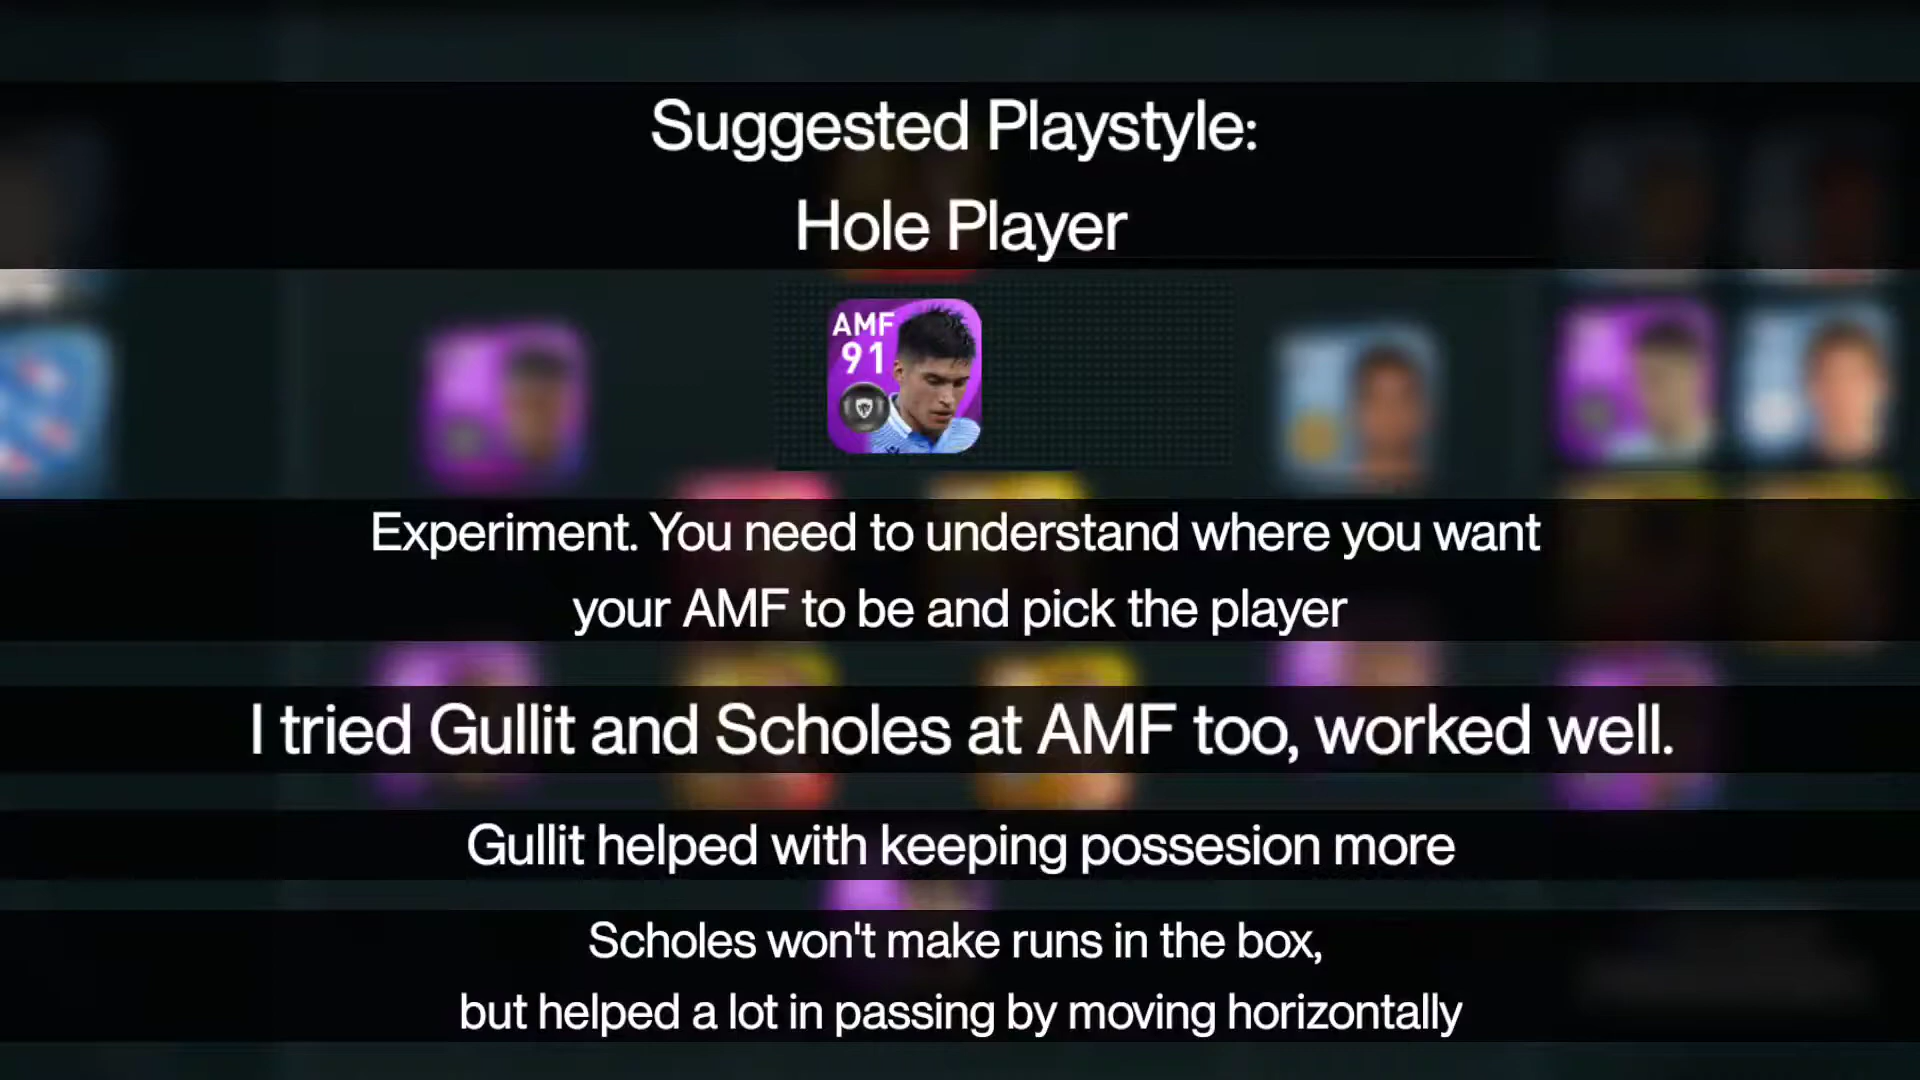 Suggested Playstyle:
Hole Player
AMF
91
Experiment. You need to understand where you want
your AMF to be and pick the player
I tried Gullit and Scholes at AMF too, worked well.
Gullit helped with keeping possesion more
Scholes won't make runs in the box,
but helped a lot in passing by moving horizontally